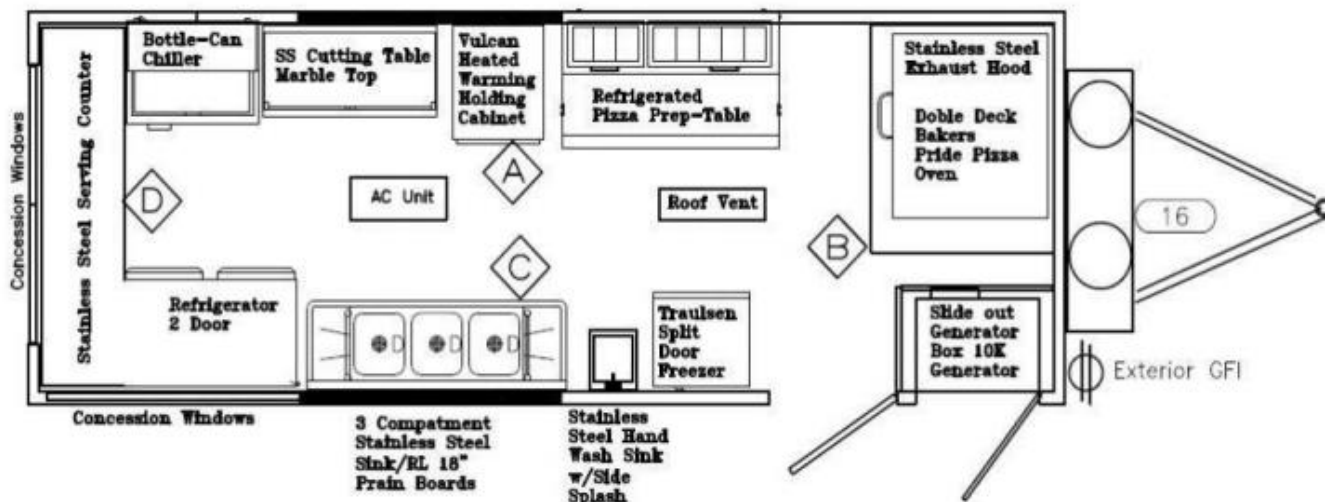 Bottle-Can
Chiller
SS Cutting Table
Marble Top
Vulcan
Heated
Warming
Holding
Cabinet
Refrigerated
Pizza Prep-Table
Stainless Steel
Exhaust Hood
Doble Deck
Bakers
Pride Pizza
Oven
Concession Windows
Stainless Steel Serving Counter
D
AC Unit
A
Roof Vent
B
16
C
Refrigerator
2 Door
D
D
D
Traulsen
Split
Door
Freezer
Slide out
Generator
Box 10K
Generator
Exterior GFI
Concession Windows
3 Compatment
Stainless Steel
Sink/RL 18"
Prain Boards
Stainless
Steel Hand
Wash Sink
w/Side
Splash